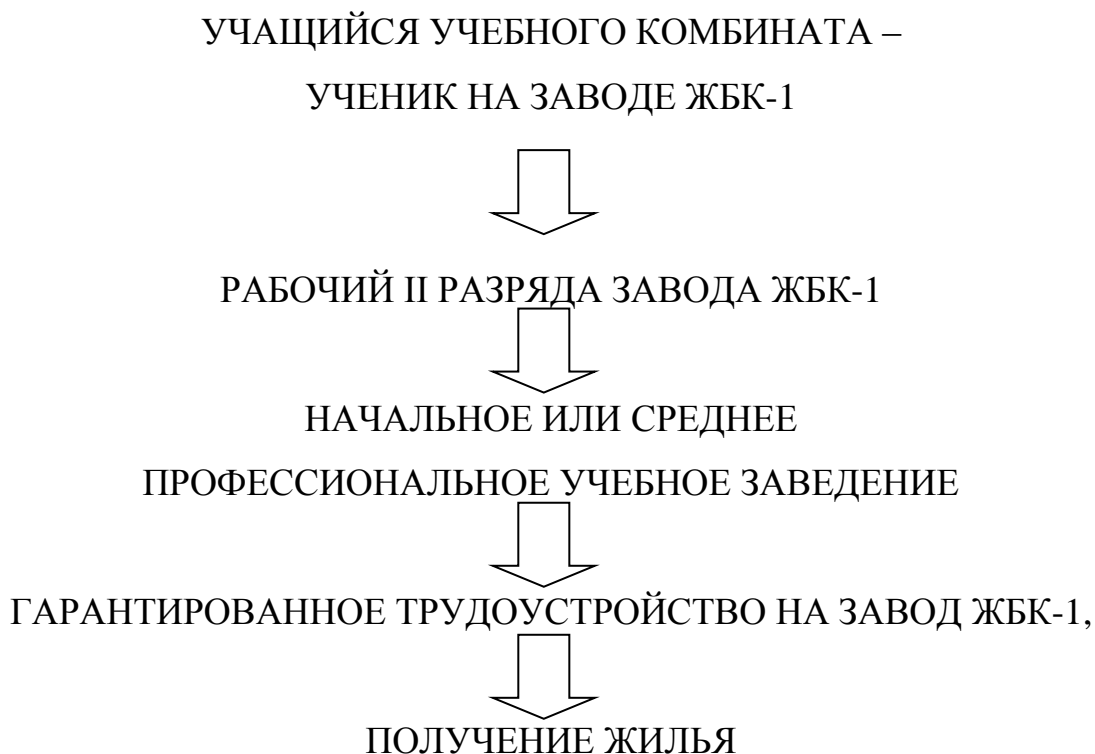 УЧАЩИЙСЯ УЧЕБНОГО КОМБИНАТА –
УЧЕНИК НА ЗАВОДЕ ЖБК-1
РАБОЧИЙ II РАЗРЯДА ЗАВОДА ЖБК-1
НАЧАЛЬНОЕ ИЛИ СРЕДНЕЕ
ПРОФЕССИОНАЛЬНОЕ УЧЕБНОЕ ЗАВЕДЕНИЕ
ГАРАНТИРОВАННОЕ ТРУДОУСТРОЙСТВО НА ЗАВОД ЖБК-1,
ПОЛУЧЕНИЕ ЖИЛЬЯ